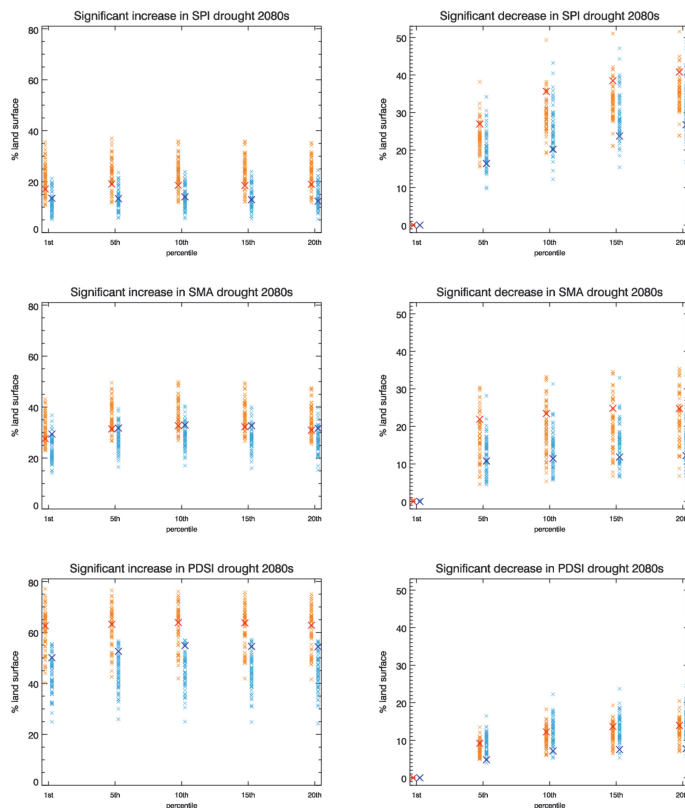 Significant increase in SPI drought 2080s
80
60
40
20
0
% land surface
1st 5th 10th 15th 20th
percentile
Significant decrease in SPI drought 2080s
50
40
30
20
10
0
% land surface
1st 5th 10th 15th 20
percentile
Significant increase in SMA drought 2080s
80
60
40
20
0
% land surface
1st 5th 10th 15th 20th
percentile
Significant decrease in SMA drought 2080s
50
40
30
20
10
0
% land surface
1st 5th 10th 15th 20
percentile
Significant increase in PDSI drought 2080s
80
60
40
20
0
% land surface
1st 5th 10th 15th 20th
percentile
Significant decrease in PDSI drought 2080s
50
40
30
20
10
0
% land surface
1st 5th 10th 15th 20
percentile